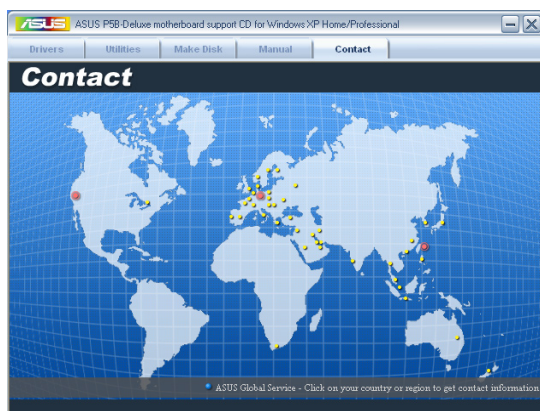 ASUS ASUS P5B-Deluxe motherboard support CD for Windows XP Home/Professional
Drivers Utilities Make Disk Manual Contact
Contact
ASUS Global Service - Click on your country or region to get contact information